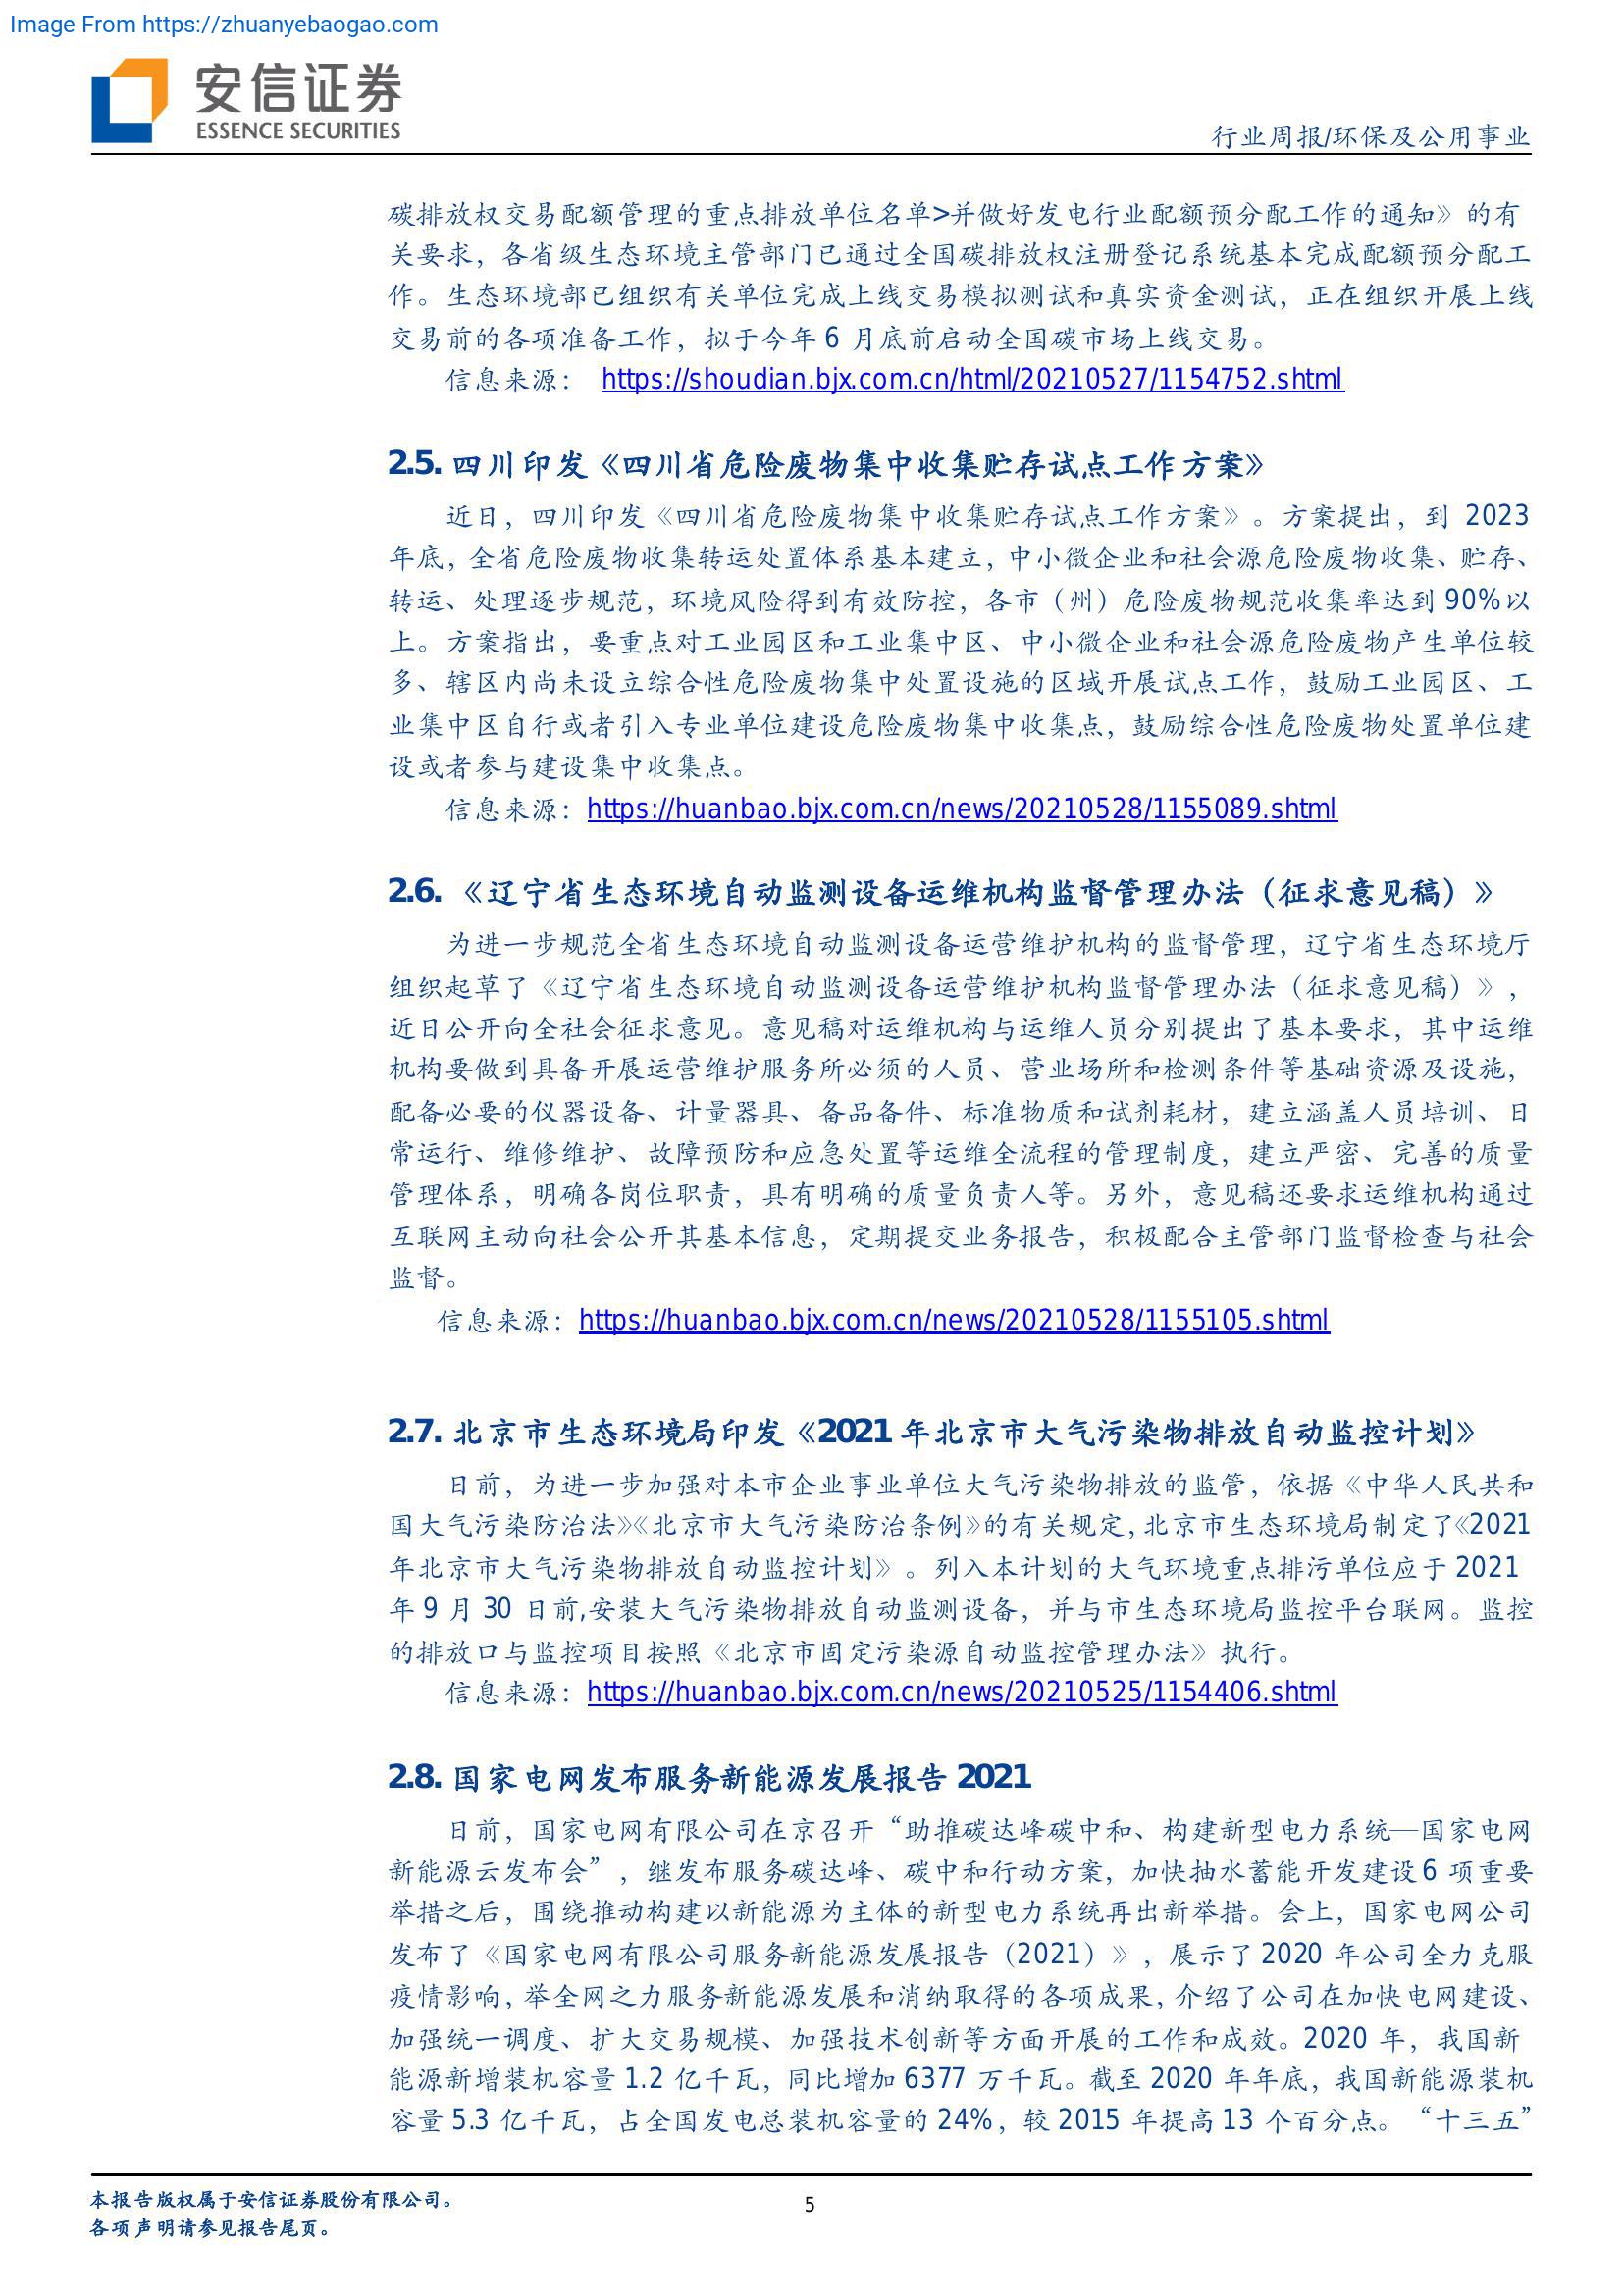 Image From https://zhuanyebaogao.com
安信证券
ESSENCE SECURITIES
行业周报/环保及公用事业
碳排放权交易配额管理的重点排放单位名单>并做好发电行业配额预分配工作的通知》的有
关要求，各省级生态环境主管部门已通过全国碳排放权注册登记系统基本完成配额预分配工
作。生态环境部已组织有关单位完成上线交易模拟测试和真实资金测试，正在组织开展上线
交易前的各项准备工作，拟于今年 6 月底前启动全国碳市场上线交易。
信息来源： https://shoudian.bjx.com.cn/html/20210527/1154752.shtml
2.5. 四川印发《四川省危险废物集中收集贮存试点工作方案》
近日，四川印发《四川省危险废物集中收集贮存试点工作方案》。方案提出，到 2023
年底，全省危险废物收集转运处置体系基本建立，中小微企业和社会源危险废物收集、贮存、
转运、处理逐步规范，环境风险得到有效防控，各市（州）危险废物规范收集率达到 90%以
上。方案指出，要重点对工业园区和工业集中区、中小微企业和社会源危险废物产生单位较
多、辖区内尚未设立综合性危险废物集中处置设施的区域开展试点工作，鼓励工业园区、工
业集中区自行或者引入专业单位建设危险废物集中收集点，鼓励综合性危险废物处置单位建
设或者参与建设集中收集点。
信息来源：https://huanbao.bjx.com.cn/news/20210528/1155089.shtml
2.6. 《辽宁省生态环境自动监测设备运维机构监督管理办法（征求意见稿）》
为进一步规范全省生态环境自动监测设备运营维护机构的监督管理，辽宁省生态环境厅
组织起草了《辽宁省生态环境自动监测设备运营维护机构监督管理办法（征求意见稿）》，
近日公开向全社会征求意见。意见稿对运维机构与运维人员分别提出了基本要求，其中运维
机构要做到具备开展运营维护服务所必须的人员、营业场所和检测条件等基础资源及设施，
配备必要的仪器设备、计量器具、备品备件、标准物质和试剂耗材，建立涵盖人员培训、日
常运行、维修维护、故障预防和应急处置等运维全流程的管理制度，建立严密、完善的质量
管理体系，明确各岗位职责，具有明确的质量负责人等。另外，意见稿还要求运维机构通过
互联网主动向社会公开其基本信息，定期提交业务报告，积极配合主管部门监督检查与社会
监督。
信息来源：https://huanbao.bjx.com.cn/news/20210528/1155105.shtml
2.7. 北京市生态环境局印发《2021 年北京市大气污染物排放自动监控计划》
日前，为进一步加强对本市企业事业单位大气污染物排放的监管，依据《中华人民共和
国大气污染防治法》《北京市大气污染防治条例》的有关规定，北京市生态环境局制定了《2021
年北京市大气污染物排放自动监控计划》。列入本计划的大气环境重点排污单位应于 2021
年 9 月 30 日前,安装大气污染物排放自动监测设备，并与市生态环境局监控平台联网。监控
的排放口与监控项目按照《北京市固定污染源自动监控管理办法》执行。
信息来源：https://huanbao.bjx.com.cn/news/20210525/1154406.shtml
2.8. 国家电网发布服务新能源发展报告 2021
日前，国家电网有限公司在京召开“助推碳达峰碳中和、构建新型电力系统—国家电网
新能源云发布会”，继发布服务碳达峰、碳中和行动方案，加快抽水蓄能开发建设 6 项重要
举措之后，围绕推动构建以新能源为主体的新型电力系统再出新举措。会上，国家电网公司
发布了《国家电网有限公司服务新能源发展报告（2021）》，展示了 2020 年公司全力克服
疫情影响，举全网之力服务新能源发展和消纳取得的各项成果，介绍了公司在加快电网建设、
加强统一调度、扩大交易规模、加强技术创新等方面开展的工作和成效。2020 年，我国新
能源新增装机容量 1.2 亿千瓦，同比增加 6377 万千瓦。截至 2020 年年底，我国新能源装机
容量 5.3 亿千瓦，占全国发电总装机容量的 24%，较 2015 年提高 13 个百分点。“十三五”
本报告版权属于安信证券股份有限公司。
各项声明请参见报告尾页。
5